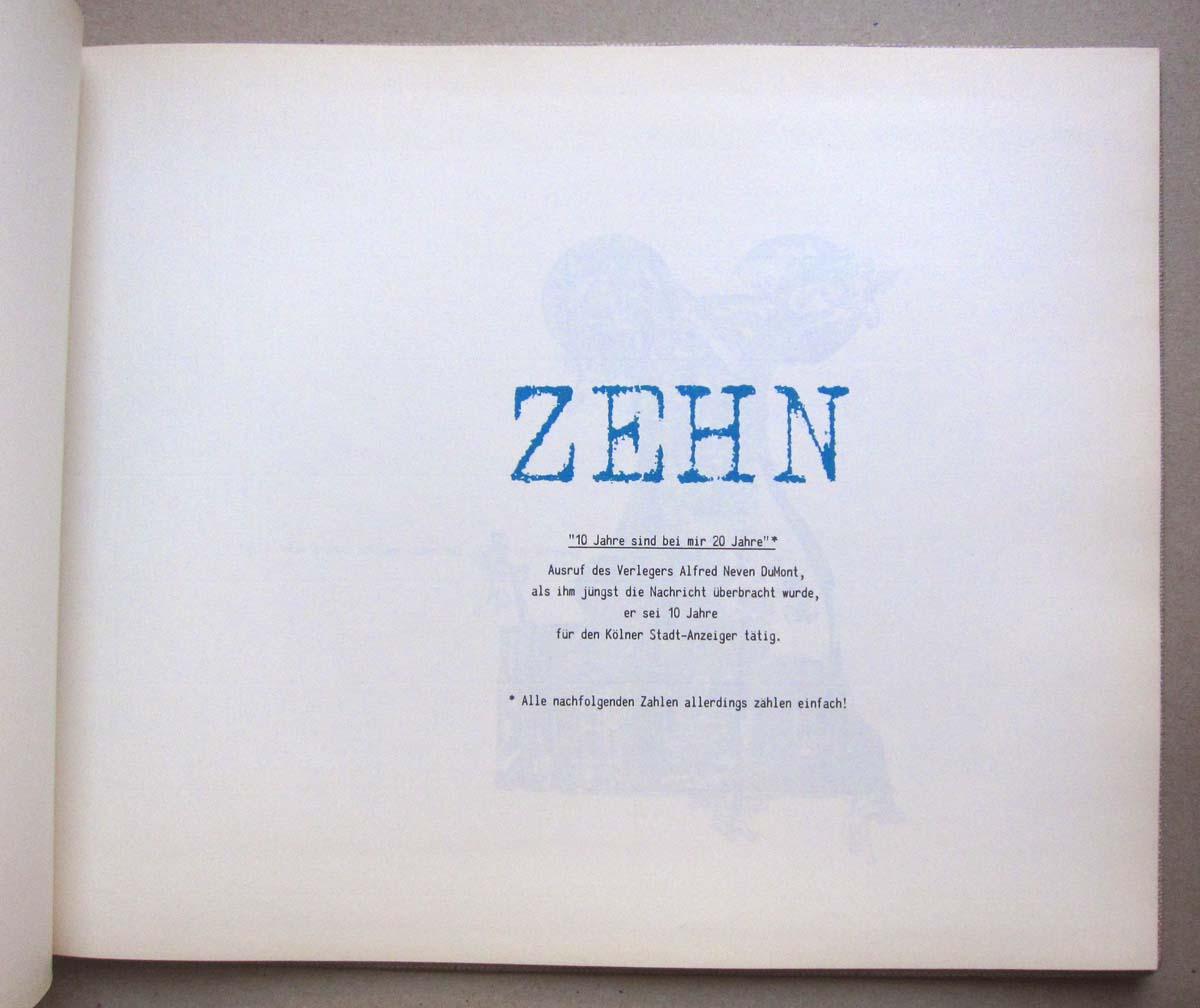 ZEHN
"10 Jahre sind bei mir 20 Jahre"*
Ausruf des Verlegers Alfred Neven DuMont,
als ihm jüngst die Nachricht überbracht wurde,
er sei 10 Jahre
für den Kölner Stadt-Anzeiger tätig.
* Alle nachfolgenden Zahlen allerdings zählen einfach!